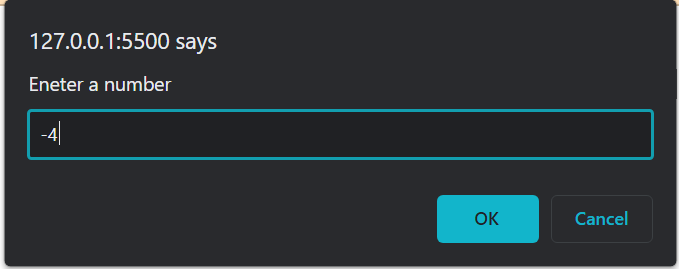 127.0.0.1:5500 says
Eneter a number
-4
OK Cancel